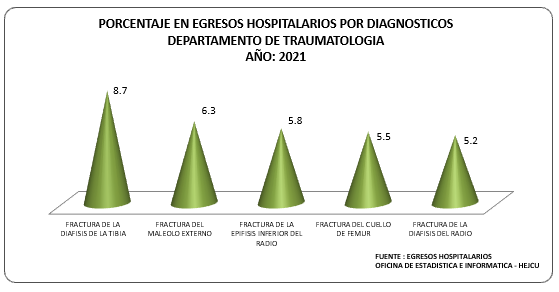 PORCENTAJE EN EGRESOS HOSPITALARIOS POR DIAGNOSTICOS
DEPARTAMENTO DE TRAUMATOLOGIA
AÑO: 2021
8.7
6.3
5.8
5.5
5.2
FRACTURA DE LA
DIAFISIS DE LA TIBIA
FRACTURA DEL
MALEOLO EXTERNO
FRACTURA DE LA
EPIFISIS INFERIOR DEL
RADIO
FRACTURA DEL CUELLO
DE FEMUR
FRACTURA DE LA
DIAFISIS DEL RADIO
FUENTE : EGRESOS HOSPITALARIOS
OFICINA DE ESTADISTICA E INFORMATICA - HEJCU